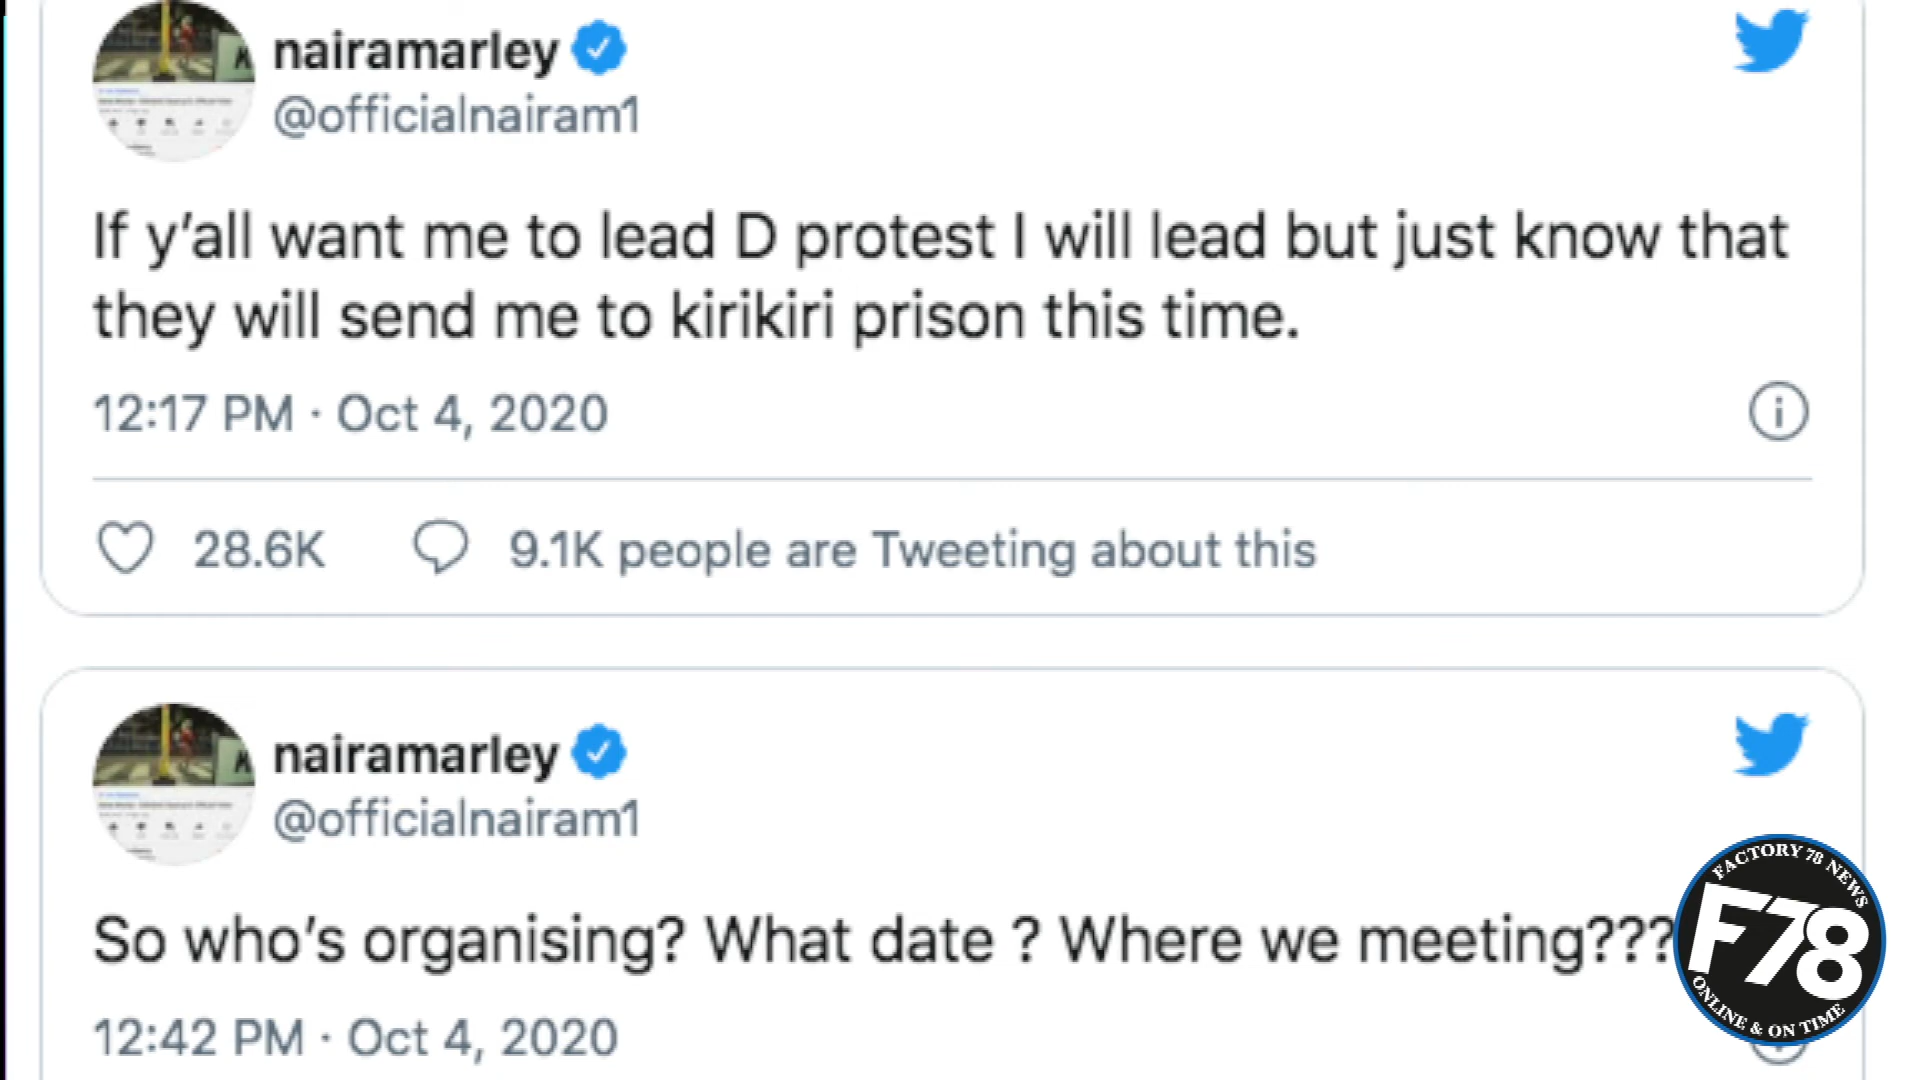 nairamarley
@officialnairam1
If y'all want me to lead D protest I will lead but just know that
they will send me to kirikiri prison this time.
12:17 PM · Oct 4, 2020
28.6K 9.1K people are Tweeting about this
nairamarley
@officialnairam1
So who's organising? What date ? Where we meeting???
12:42 PM · Oct 4, 2020
FACTORY 78 NEWS
F78
ONLINE & ON TIME